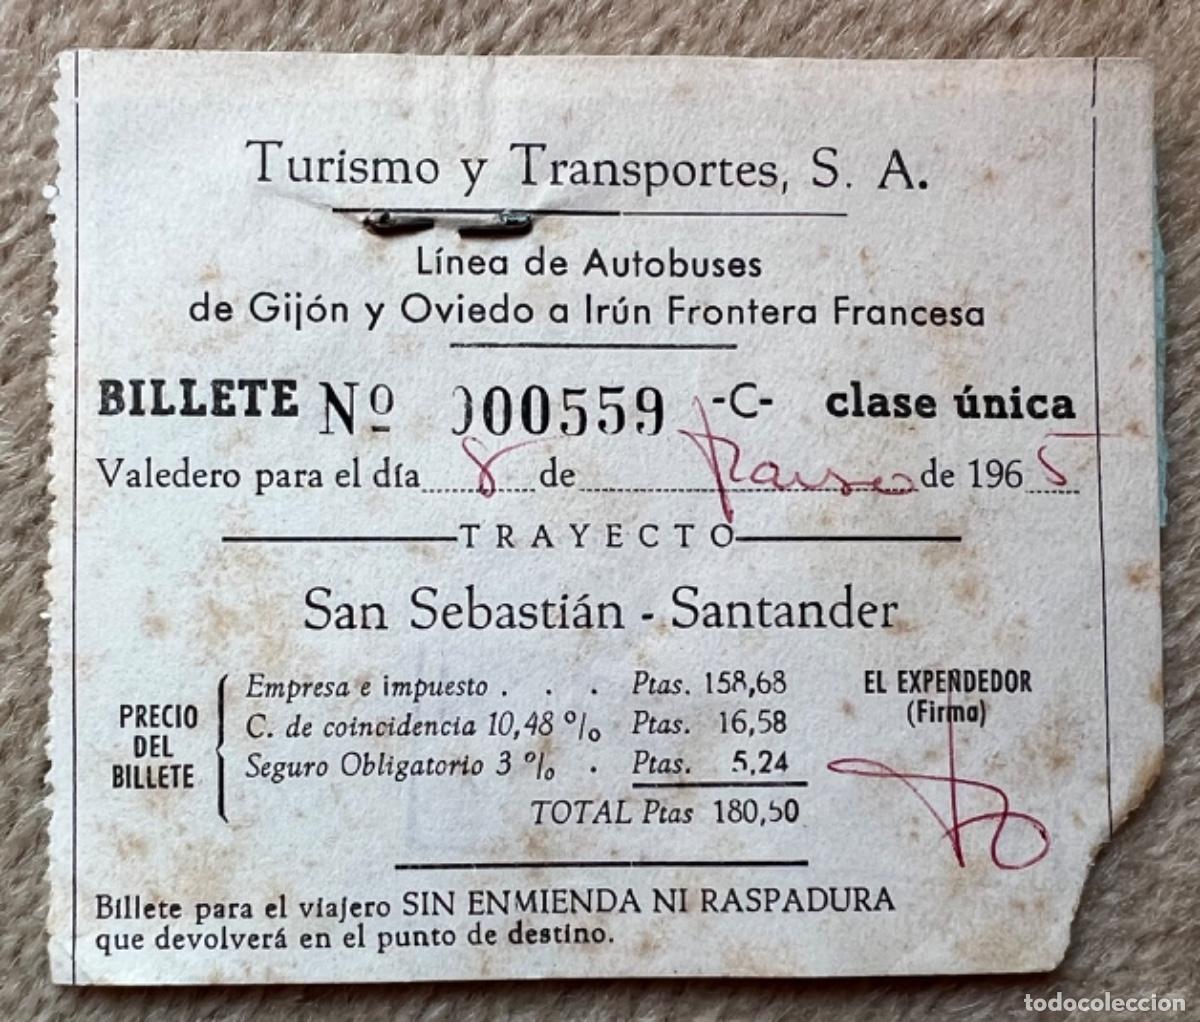 Turismo y Transportes, S. A.
Línea de Autobuses
de Gijón y Oviedo a Irún Frontera Francesa
BILLETE Nº 000559 -C- clase única
Valedero para el día 8 de de 1965
TRAYECTO
San Sebastián - Santander
PRECIO DEL BILLETE
Empresa e impuesto . . . Ptas. 158,68
C. de coincidencia 10,48 % Ptas. 16,58
Seguro Obligatorio 3 % . Ptas. 5,24
TOTAL Ptas 180,50
EL EXPENDEDOR
(Firma)
Billete para el viajero SIN ENMIENDA NI RASPADURA
que devolverá en el punto de destino.
todocoleccion